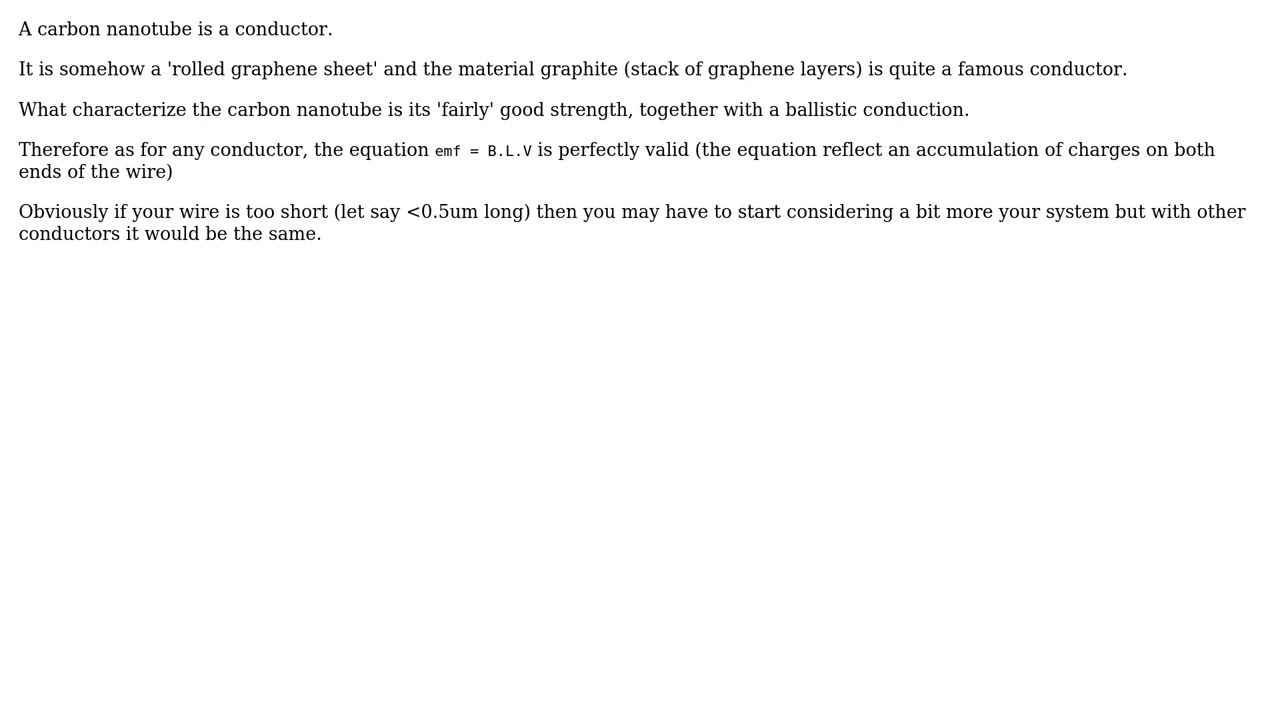 A carbon nanotube is a conductor.
It is somehow a 'rolled graphene sheet' and the material graphite (stack of graphene layers) is quite a famous conductor.
What characterize the carbon nanotube is its 'fairly' good strength, together with a ballistic conduction.
Therefore as for any conductor, the equation emf = B.L.V is perfectly valid (the equation reflect an accumulation of charges on both
ends of the wire)
Obviously if your wire is too short (let say <0.5um long) then you may have to start considering a bit more your system but with other
conductors it would be the same.